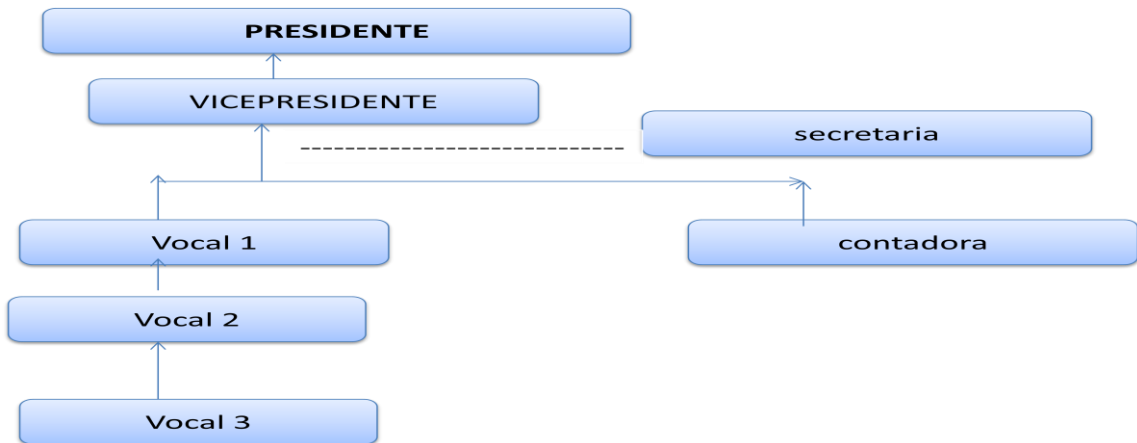 PRESIDENTE
VICEPRESIDENTE
secretaria
Vocal 1
contadora
Vocal 2
Vocal 3